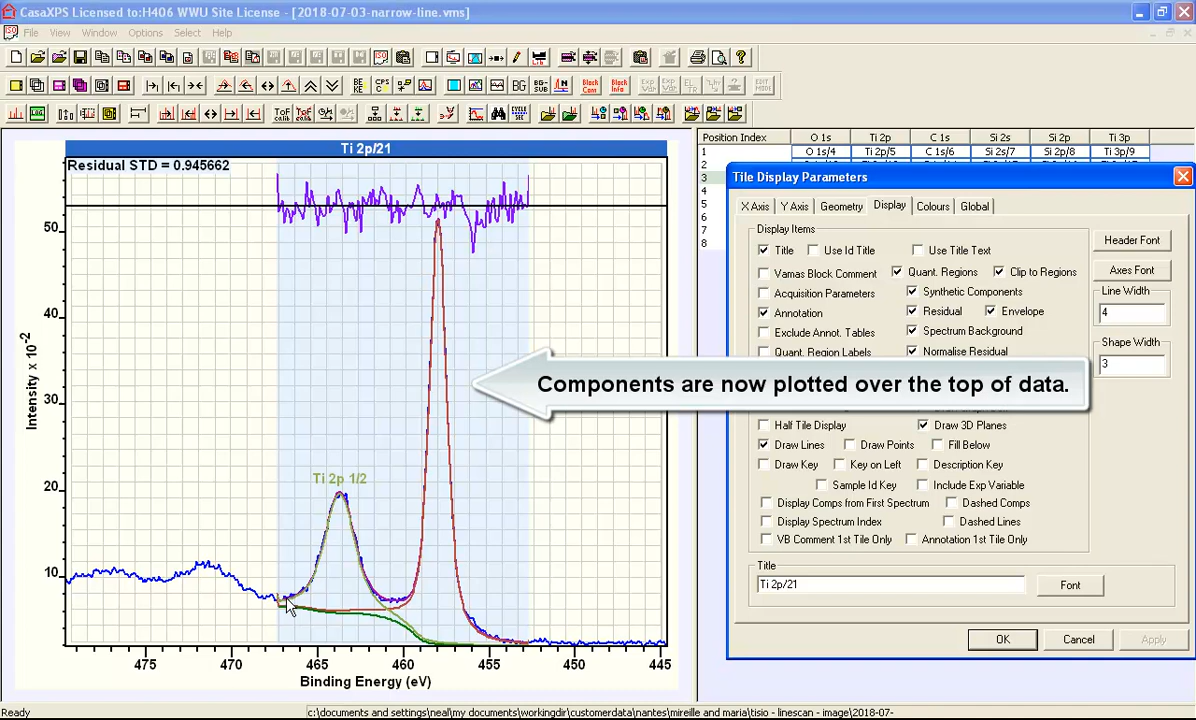 CasaXPS Licensed to:H406 WWU Site License - [2018-07-03-narrow-line.vms]
File View Window Options Select Help
Ti 2p/21
Residual STD = 0.945662
50
40
30
20
10
Intensity x 10-2
Ti 2p 1/2
475 470 465 460 455 450 445
Binding Energy (eV)
Components are now plotted over the top of data.
Position Index O 1s Ti 2p C 1s Si 2s Si 2p Ti 3p
1 O 1s/4 Ti 2p/5 C 1s/6 Si 2s/7 Si 2p/8 Ti 3p/9
2
3
4
5
6
7
8
Tile Display Parameters
X Axis Y Axis Geometry Display Colours Global
Display Items
Title Use Id Title Use Title Text
Vamas Block Comment Quant. Regions Clip to Regions
Acquisition Parameters Synthetic Components
Annotation Residual Envelope
Exclude Annot. Tables Spectrum Background
Quant. Region Labels Normalise Residual
Half Tile Display Draw 3D Planes
Draw Lines Draw Points Fill Below
Draw Key Key on Left Description Key
Sample Id Key Include Exp Variable
Display Comps from First Spectrum Dashed Comps
Display Spectrum Index Dashed Lines
VB Comment 1st Tile Only Annotation 1st Tile Only
Header Font
Axes Font
Line Width
4
Shape Width
3
Title
Ti 2p/21
Font
OK Cancel Apply
Ready
c:\documents and settings\neal\my documents\workingdir\customerdata\nantes\mireille and maria\tisio - linescan - image\2018-07-